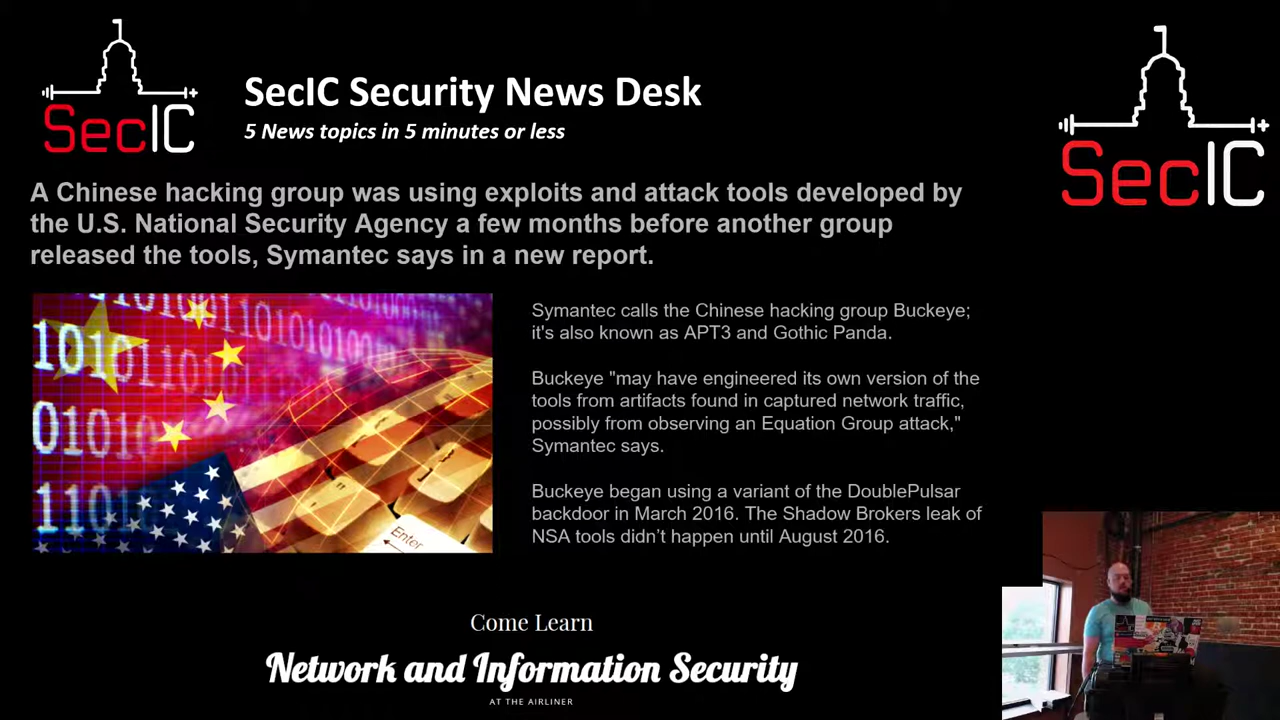 SecIC
SecIC Security News Desk
5 News topics in 5 minutes or less
SecIC
A Chinese hacking group was using exploits and attack tools developed by
the U.S. National Security Agency a few months before another group
released the tools, Symantec says in a new report.
Symantec calls the Chinese hacking group Buckeye;
it's also known as APT3 and Gothic Panda.
Buckeye "may have engineered its own version of the
tools from artifacts found in captured network traffic,
possibly from observing an Equation Group attack,"
Symantec says.
Buckeye began using a variant of the DoublePulsar
backdoor in March 2016. The Shadow Brokers leak of
NSA tools didn’t happen until August 2016.
Enter
Come Learn
Network and Information Security
AT THE AIRLINER